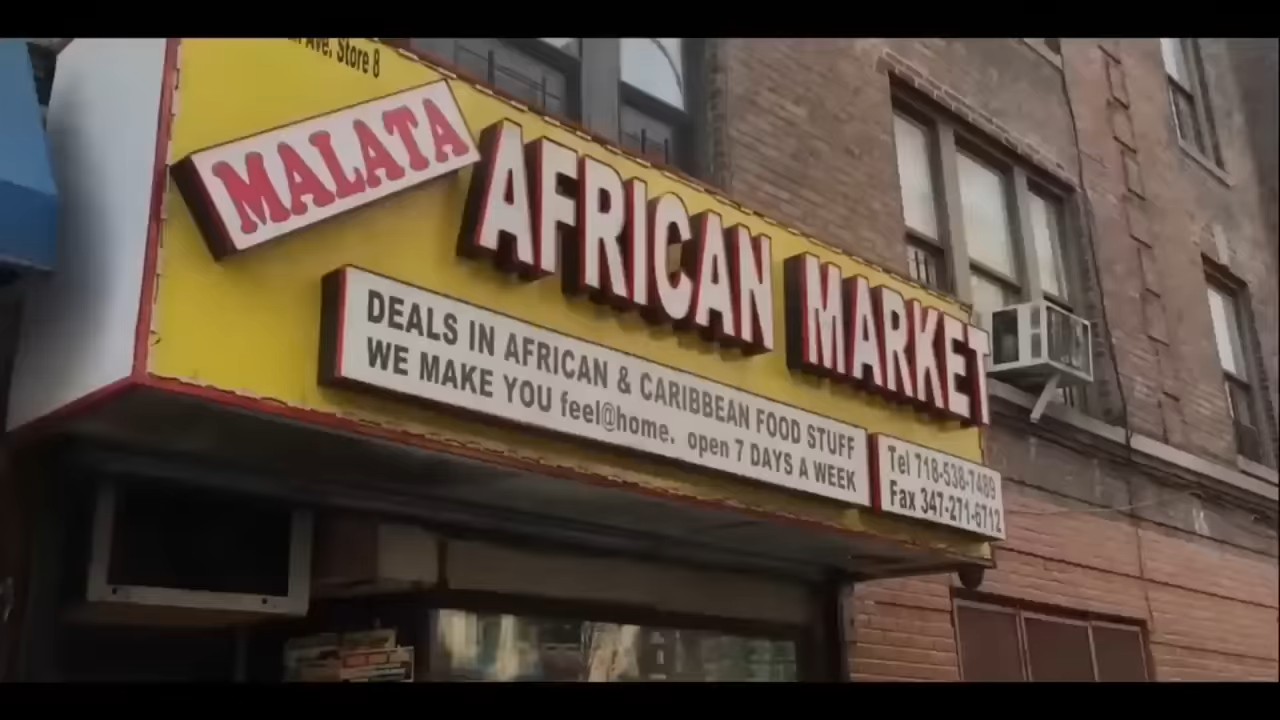 Ave. Store 8
MALATA
AFRICAN MARKET
DEALS IN AFRICAN & CARIBBEAN FOOD STUFF
WE MAKE YOU feel@home. open 7 DAYS A WEEK
Tel 718-538-7489
Fax 347-271-6712